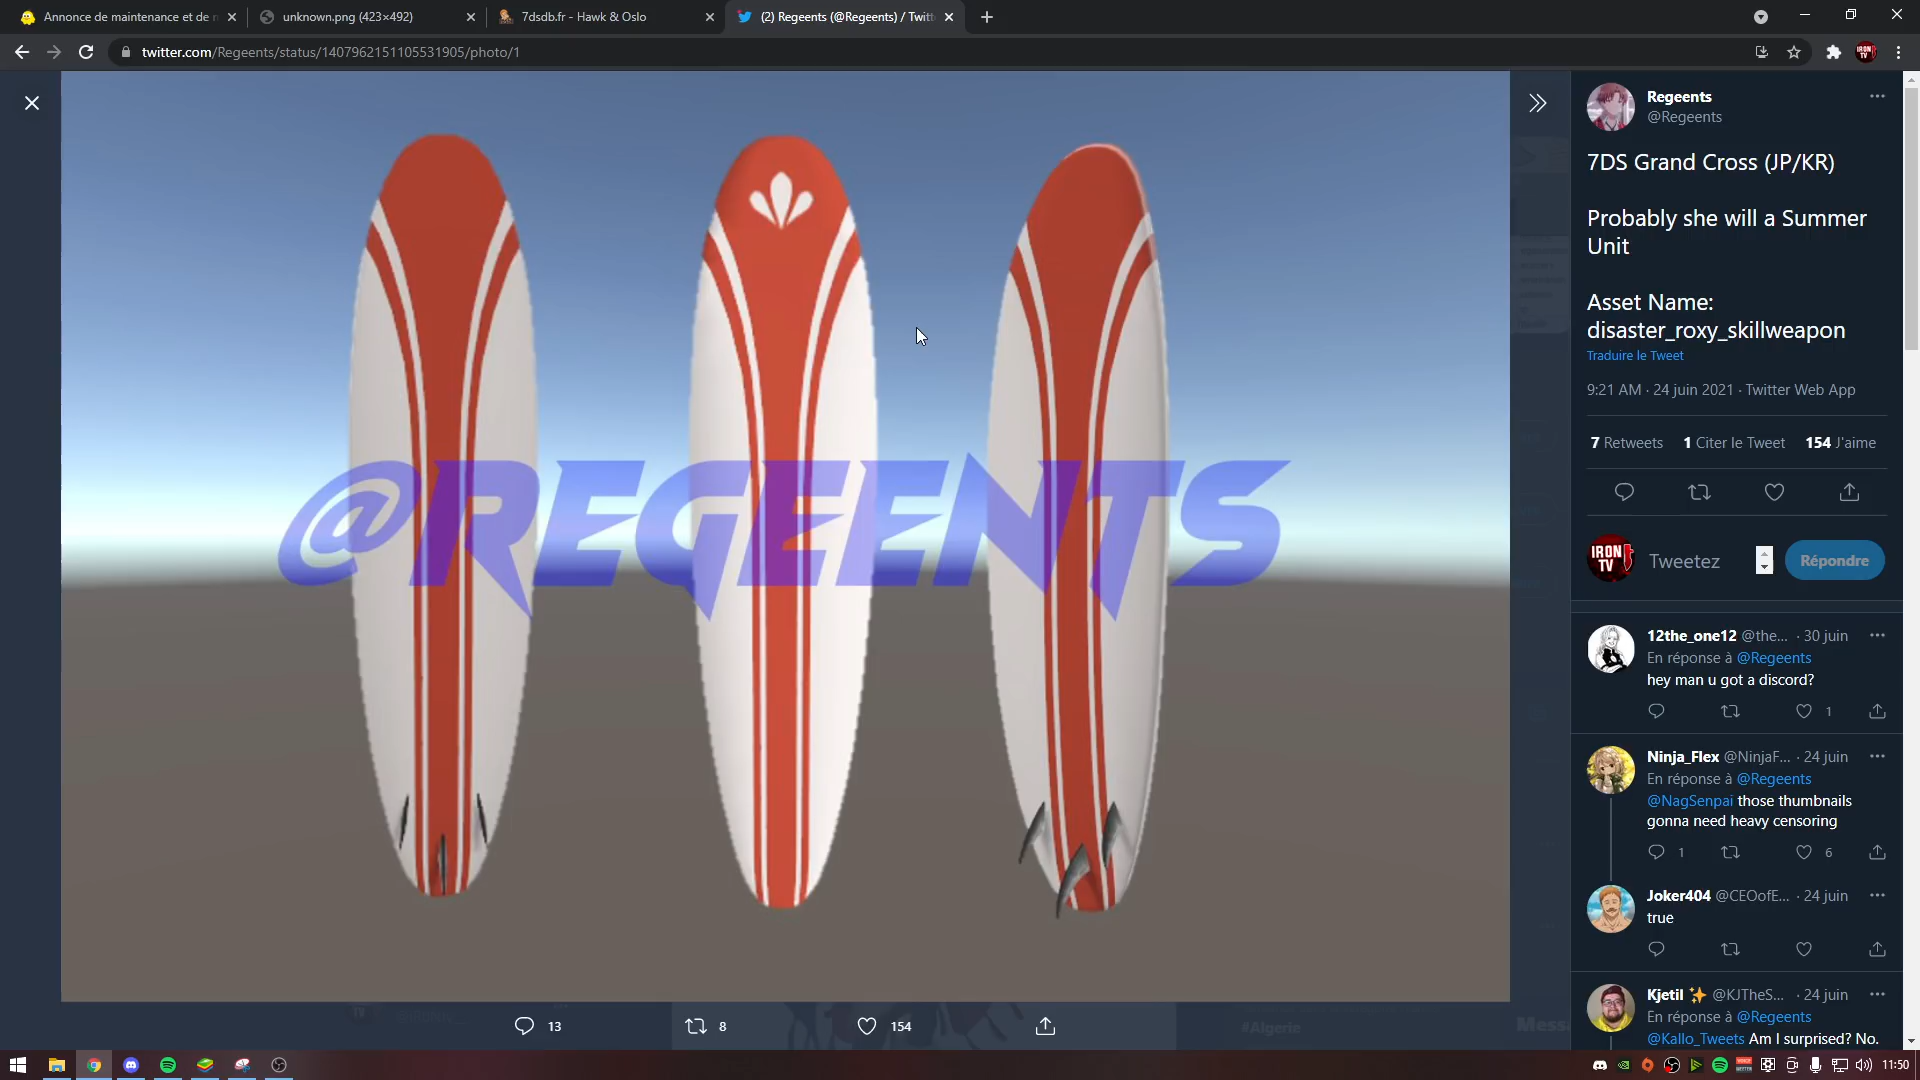 Annonce de maintenance et de n
unknown.png (423×492)
7dsdb.fr - Hawk & Oslo
(2) Regeents (@Regeents) / Twitt
twitter.com/Regeents/status/1407962151105531905/photo/1
@REGEENTS
13
8
154
Regeents
@Regeents
7DS Grand Cross (JP/KR)
Probably she will a Summer
Unit
Asset Name:
disaster_roxy_skillweapon
Traduire le Tweet
9:21 AM · 24 juin 2021 · Twitter Web App
7 Retweets 1 Citer le Tweet 154 J'aime
IRON
TV
Tweetez
Répondre
12the_one12 @the... · 30 juin
En réponse à @Regeents
hey man u got a discord?
1
Ninja_Flex @NinjaF... · 24 juin
En réponse à @Regeents
@NagSenpai those thumbnails
gonna need heavy censoring
1
6
Joker404 @CEOofE... · 24 juin
true
Kjetil ✨ @KJTheS... · 24 juin
En réponse à @Regeents
@Kallo_Tweets Am I surprised? No.
#Algerie
Mess
11:50